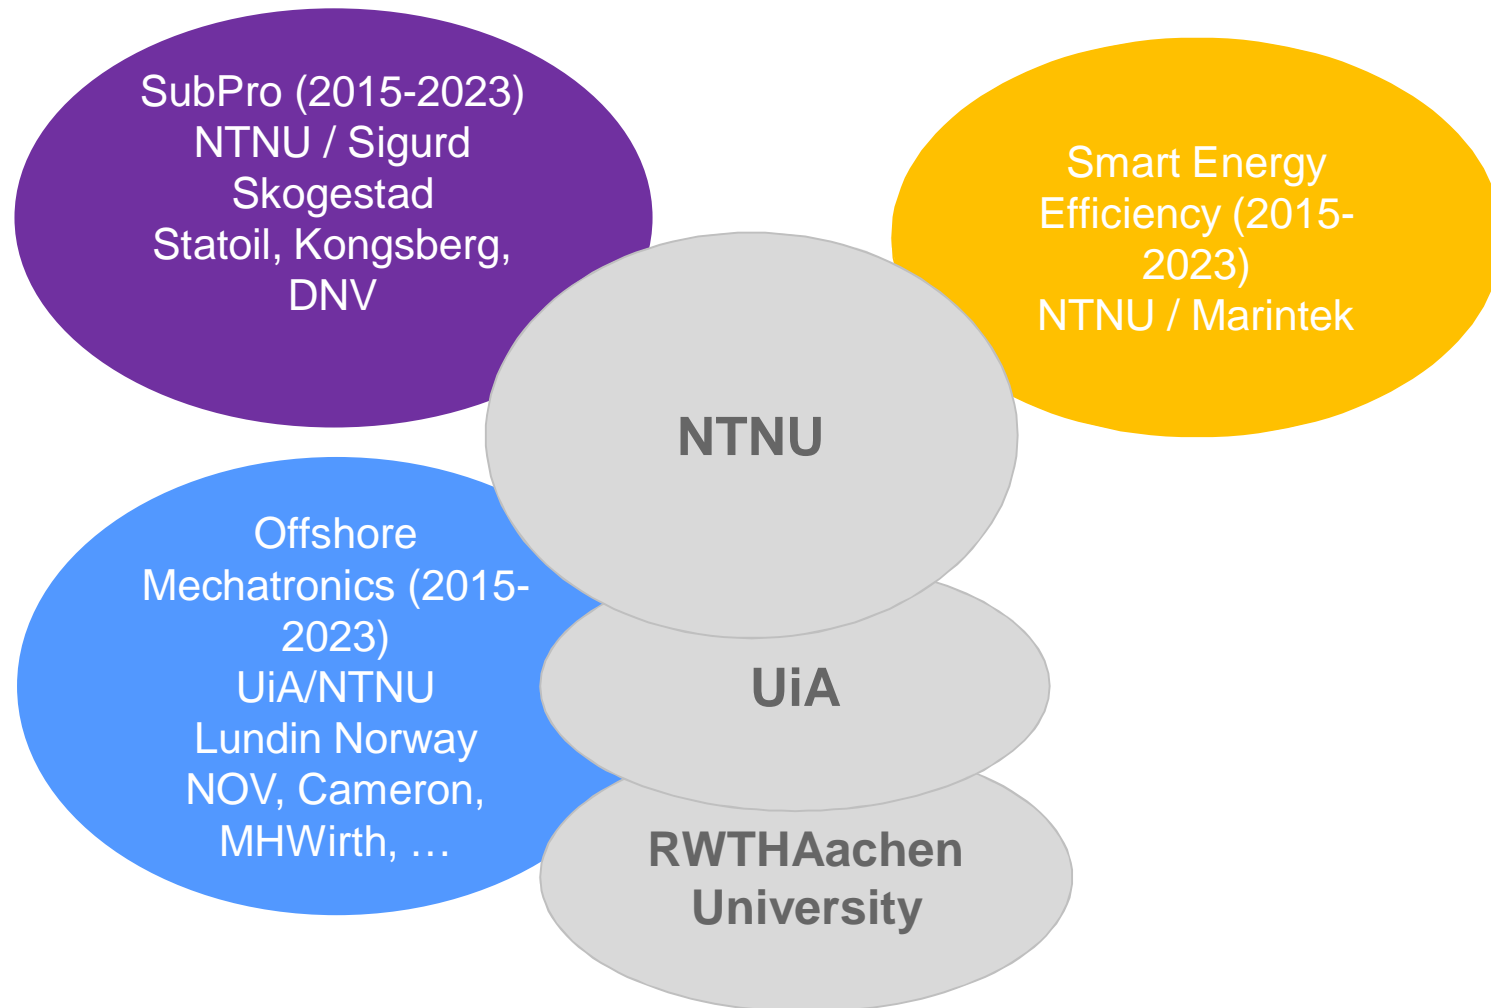 SubPro (2015-2023)
NTNU / Sigurd
Skogestad
Statoil, Kongsberg,
DNV
Smart Energy
Efficiency (2015-
2023)
NTNU / Marintek
NTNU
Offshore
Mechatronics (2015-
2023)
UiA/NTNU
Lundin Norway
NOV, Cameron,
MHWirth, …
UiA
RWTHAachen
University